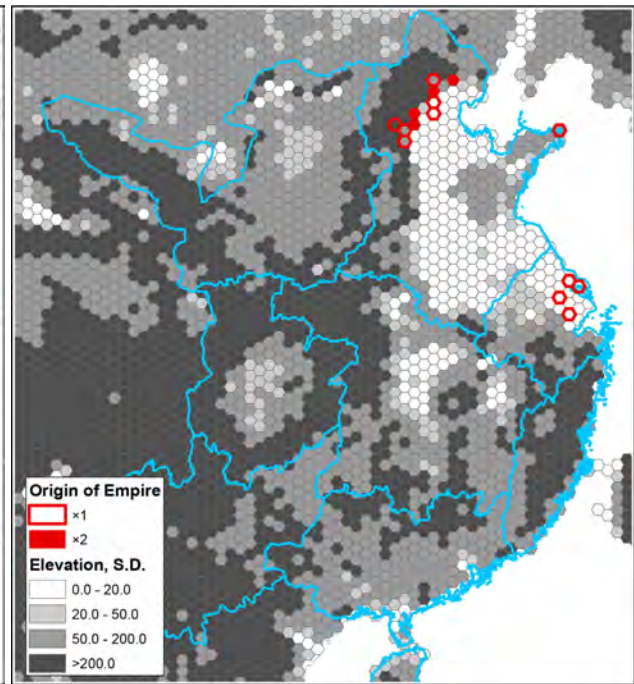 Origin of Empire
×1
×2
Elevation, S.D.
0.0 - 20.0
20.0 - 50.0
50.0 - 200.0
>200.0